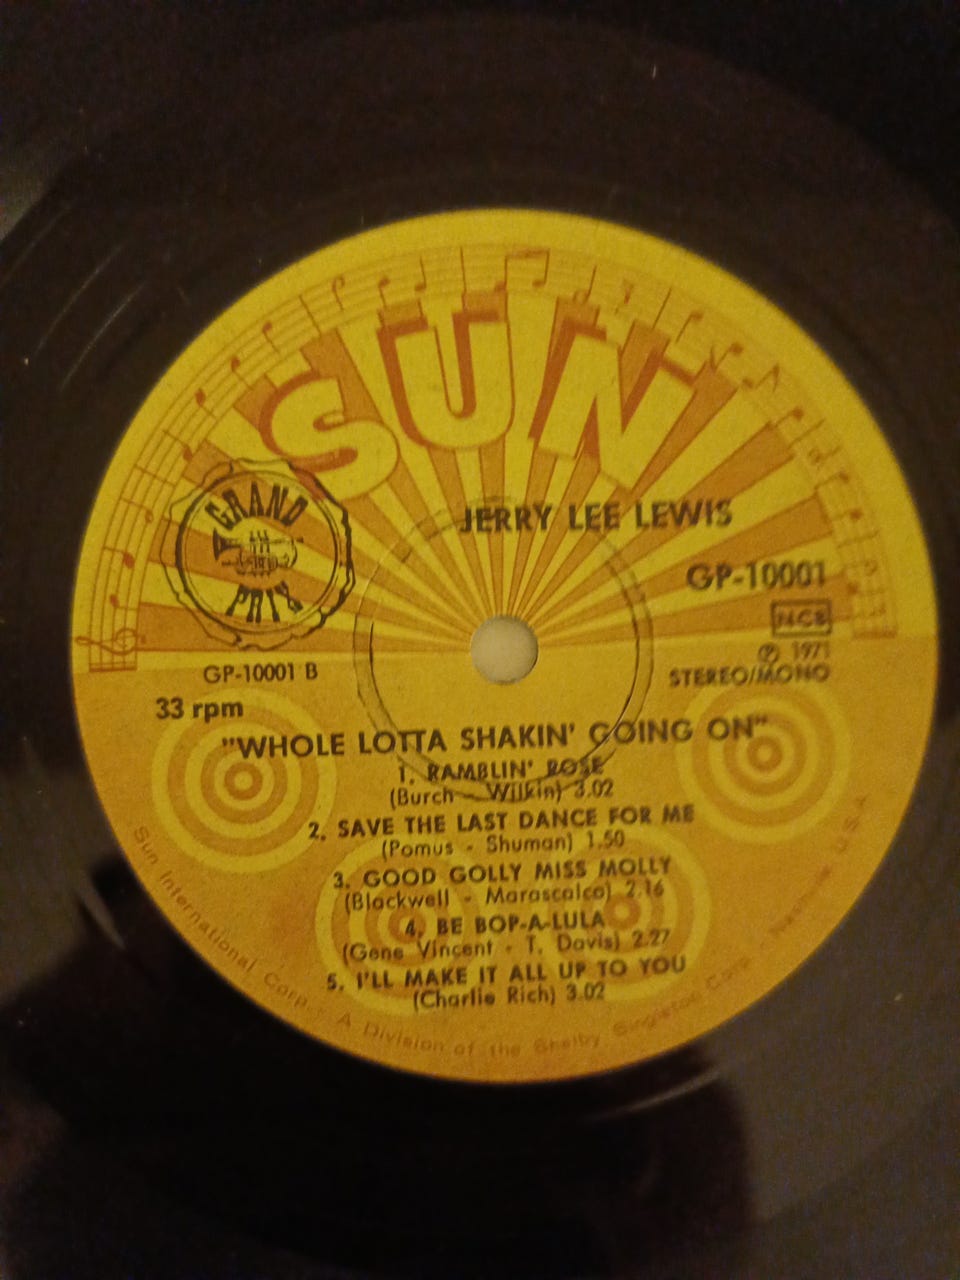 SUN
GRAND
PRIX
JERRY LEE LEWIS
GP-10001
NCB
Ⓟ 1971
STEREO/MONO
GP-10001 B
33 rpm
"WHOLE LOTTA SHAKIN' GOING ON"
1. RAMBLIN' ROSE
(Burch - Wilkin) 3.02
2. SAVE THE LAST DANCE FOR ME
(Pomus - Shuman) 1.50
3. GOOD GOLLY MISS MOLLY
(Blackwell - Marascalco) 2.16
4. BE BOP-A-LULA
(Gene Vincent - T. Davis) 2.27
5. I'LL MAKE IT ALL UP TO YOU
(Charlie Rich) 3.02
Sun International Corp. - A Division of the Shelby Singleton Corp. - Nashville, U.S.A